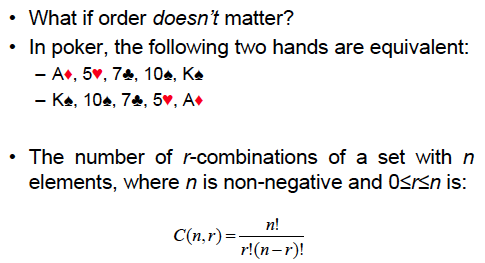 • What if order doesn't matter?
• In poker, the following two hands are equivalent:
– A♦, 5♥, 7♣, 10♠, K♠
– K♠, 10♠, 7♣, 5♥, A♦
• The number of r-combinations of a set with n
elements, where n is non-negative and 0≤r≤n is:
C(n,r) = n! / r!(n−r)!